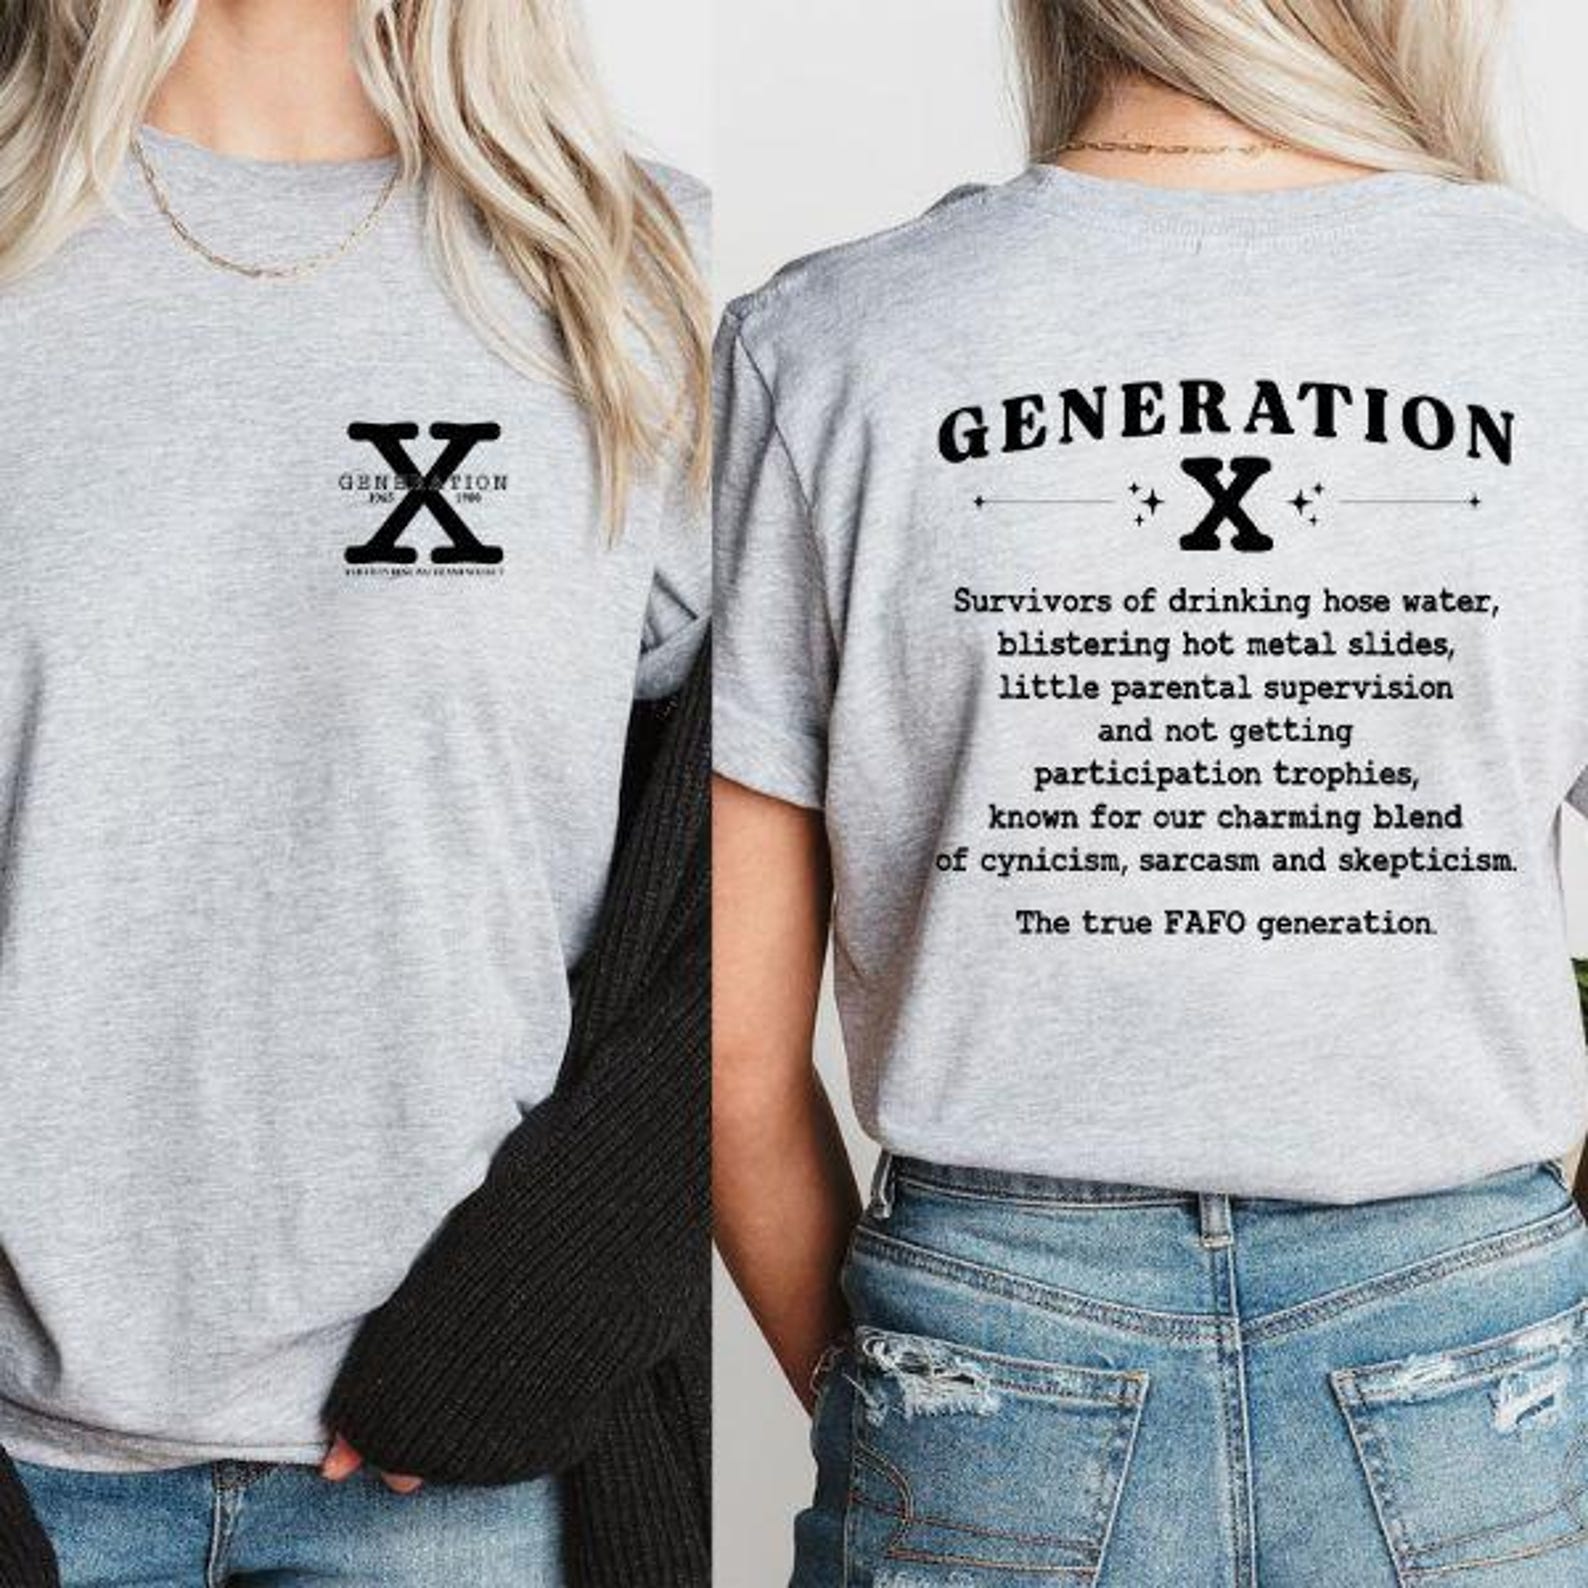 X
GENERATION
1965 1980
GENERATION
X
Survivors of drinking hose water,
blistering hot metal slides,
little parental supervision
and not getting
participation trophies,
known for our charming blend
of cynicism, sarcasm and skepticism.
The true FAFO generation.